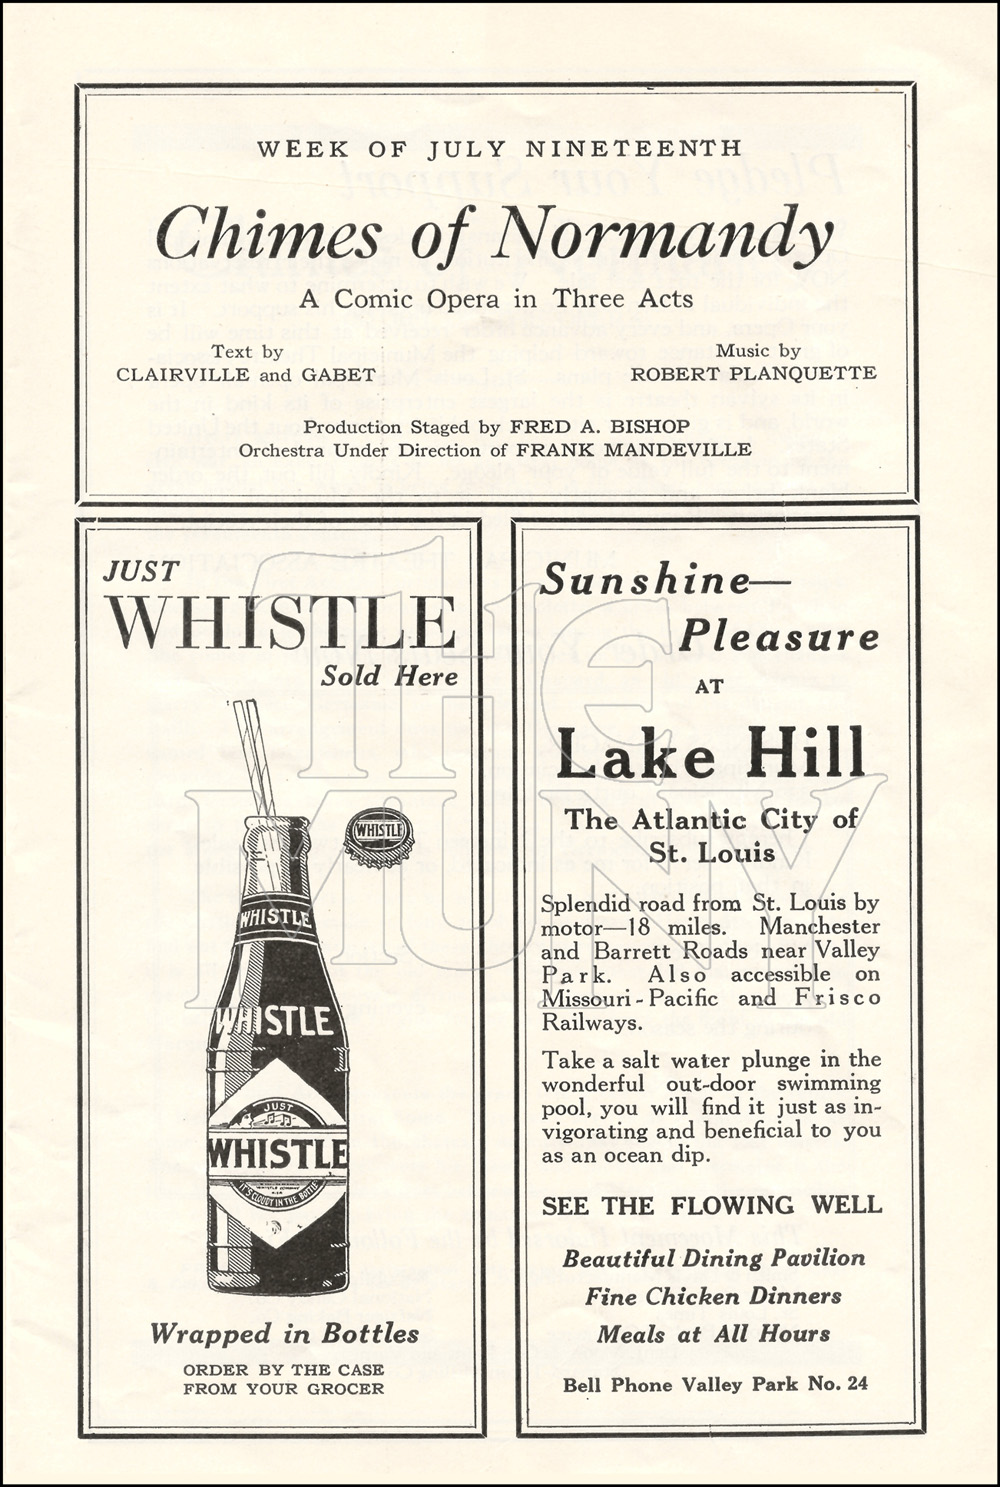 WEEK OF JULY NINETEENTH
Chimes of Normandy
A Comic Opera in Three Acts
Text by
CLAIRVILLE and GABET
Music by
ROBERT PLANQUETTE
Production Staged by FRED A. BISHOP
Orchestra Under Direction of FRANK MANDEVILLE
JUST
WHISTLE
Sold Here
WHISTLE
WHISTLE
WHISTLE
JUST
WHISTLE
IT'S CLOUDY IN THE BOTTLE
Wrapped in Bottles
ORDER BY THE CASE
FROM YOUR GROCER
Sunshine—
Pleasure
AT
Lake Hill
The Atlantic City of
St. Louis
Splendid road from St. Louis by
motor—18 miles. Manchester
and Barrett Roads near Valley
Park. Also accessible on
Missouri-Pacific and Frisco
Railways.
Take a salt water plunge in the
wonderful out-door swimming
pool, you will find it just as in-
vigorating and beneficial to you
as an ocean dip.
SEE THE FLOWING WELL
Beautiful Dining Pavilion
Fine Chicken Dinners
Meals at All Hours
Bell Phone Valley Park No. 24
THE
MUNY